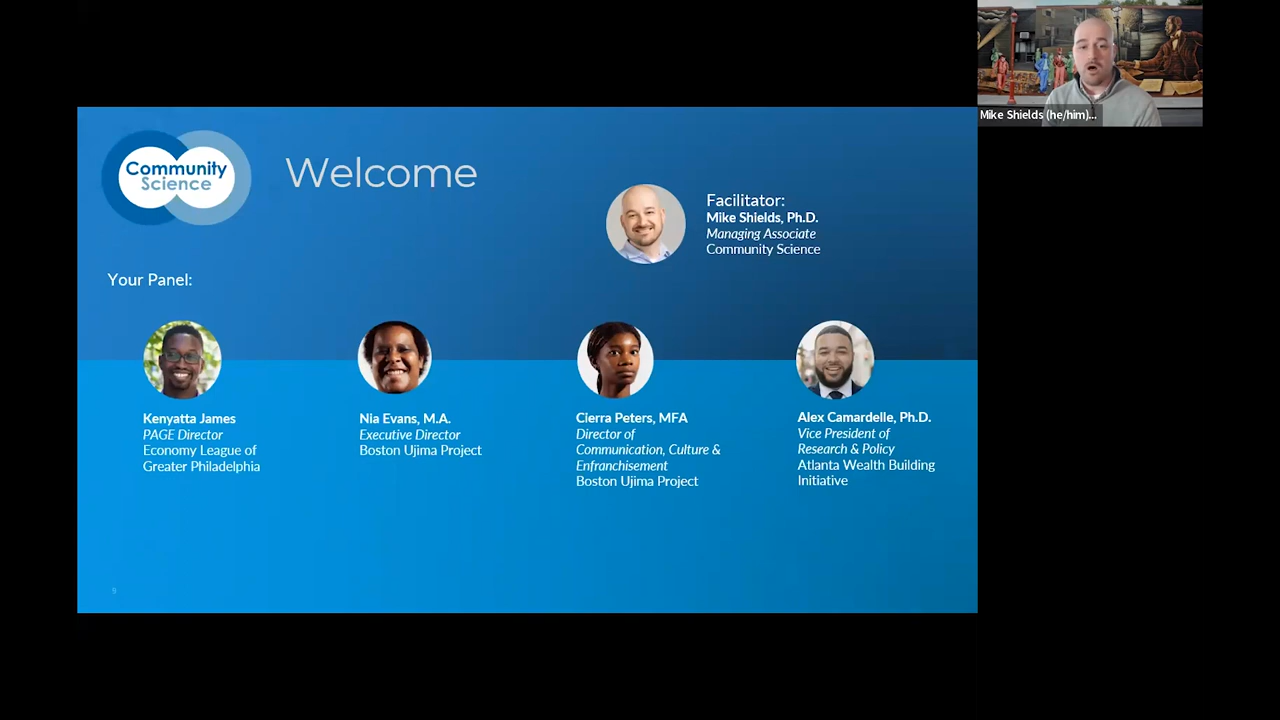 Mike Shields (he/him)...
Community
Science
Welcome
Facilitator:
Mike Shields, Ph.D.
Managing Associate
Community Science
Your Panel:
Kenyatta James
PAGE Director
Economy League of
Greater Philadelphia
Nia Evans, M.A.
Executive Director
Boston Ujima Project
Cierra Peters, MFA
Director of
Communication, Culture &
Enfranchisement
Boston Ujima Project
Alex Camardelle, Ph.D.
Vice President of
Research & Policy
Atlanta Wealth Building
Initiative
9